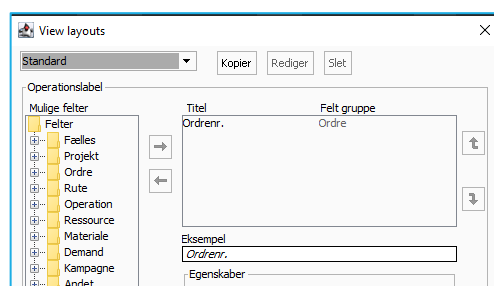 View layouts
Standard
Kopier
Rediger
Slet
Operationslabel
Mulige felter
Felter
Fælles
Projekt
Ordre
Rute
Operation
Ressource
Materiale
Demand
Kampagne
Andet
Titel Felt gruppe
Ordrenr. Ordre
Eksempel
Ordrenr.
Egenskaber